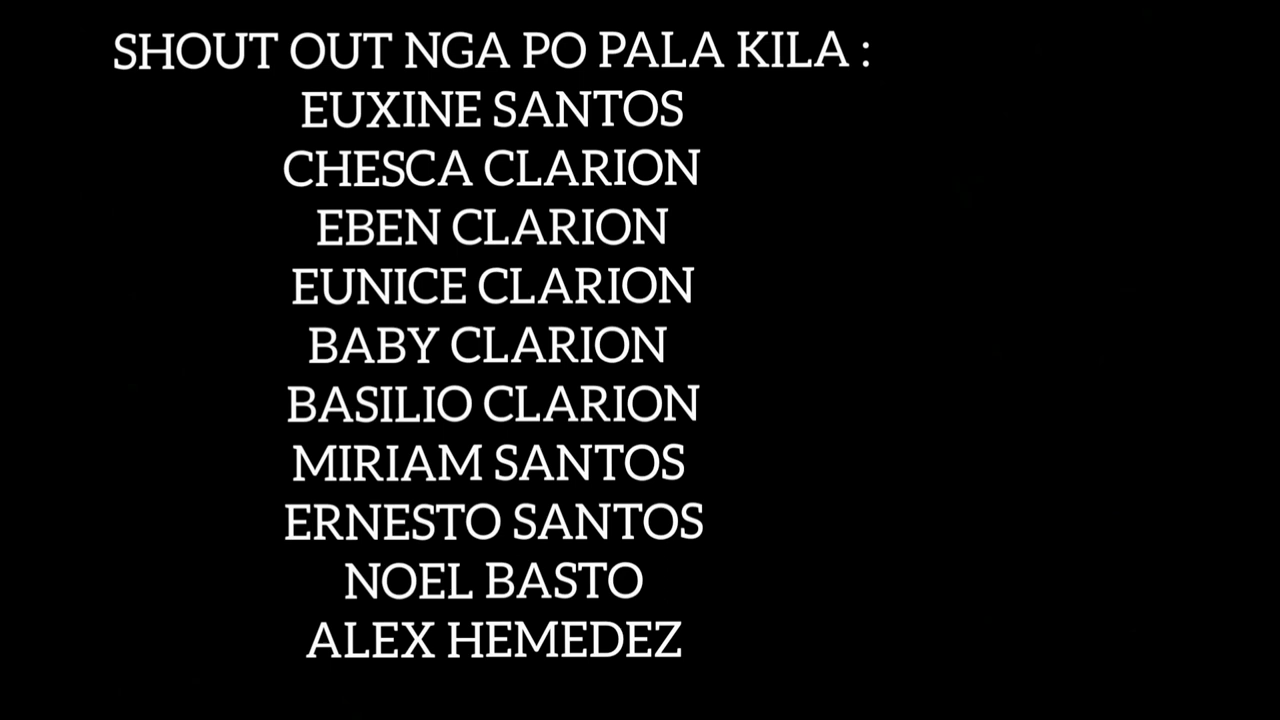 SHOUT OUT NGA PO PALA KILA :
EUXINE SANTOS
CHESCA CLARION
EBEN CLARION
EUNICE CLARION
BABY CLARION
BASILIO CLARION
MIRIAM SANTOS
ERNESTO SANTOS
NOEL BASTO
ALEX HEMEDEZ